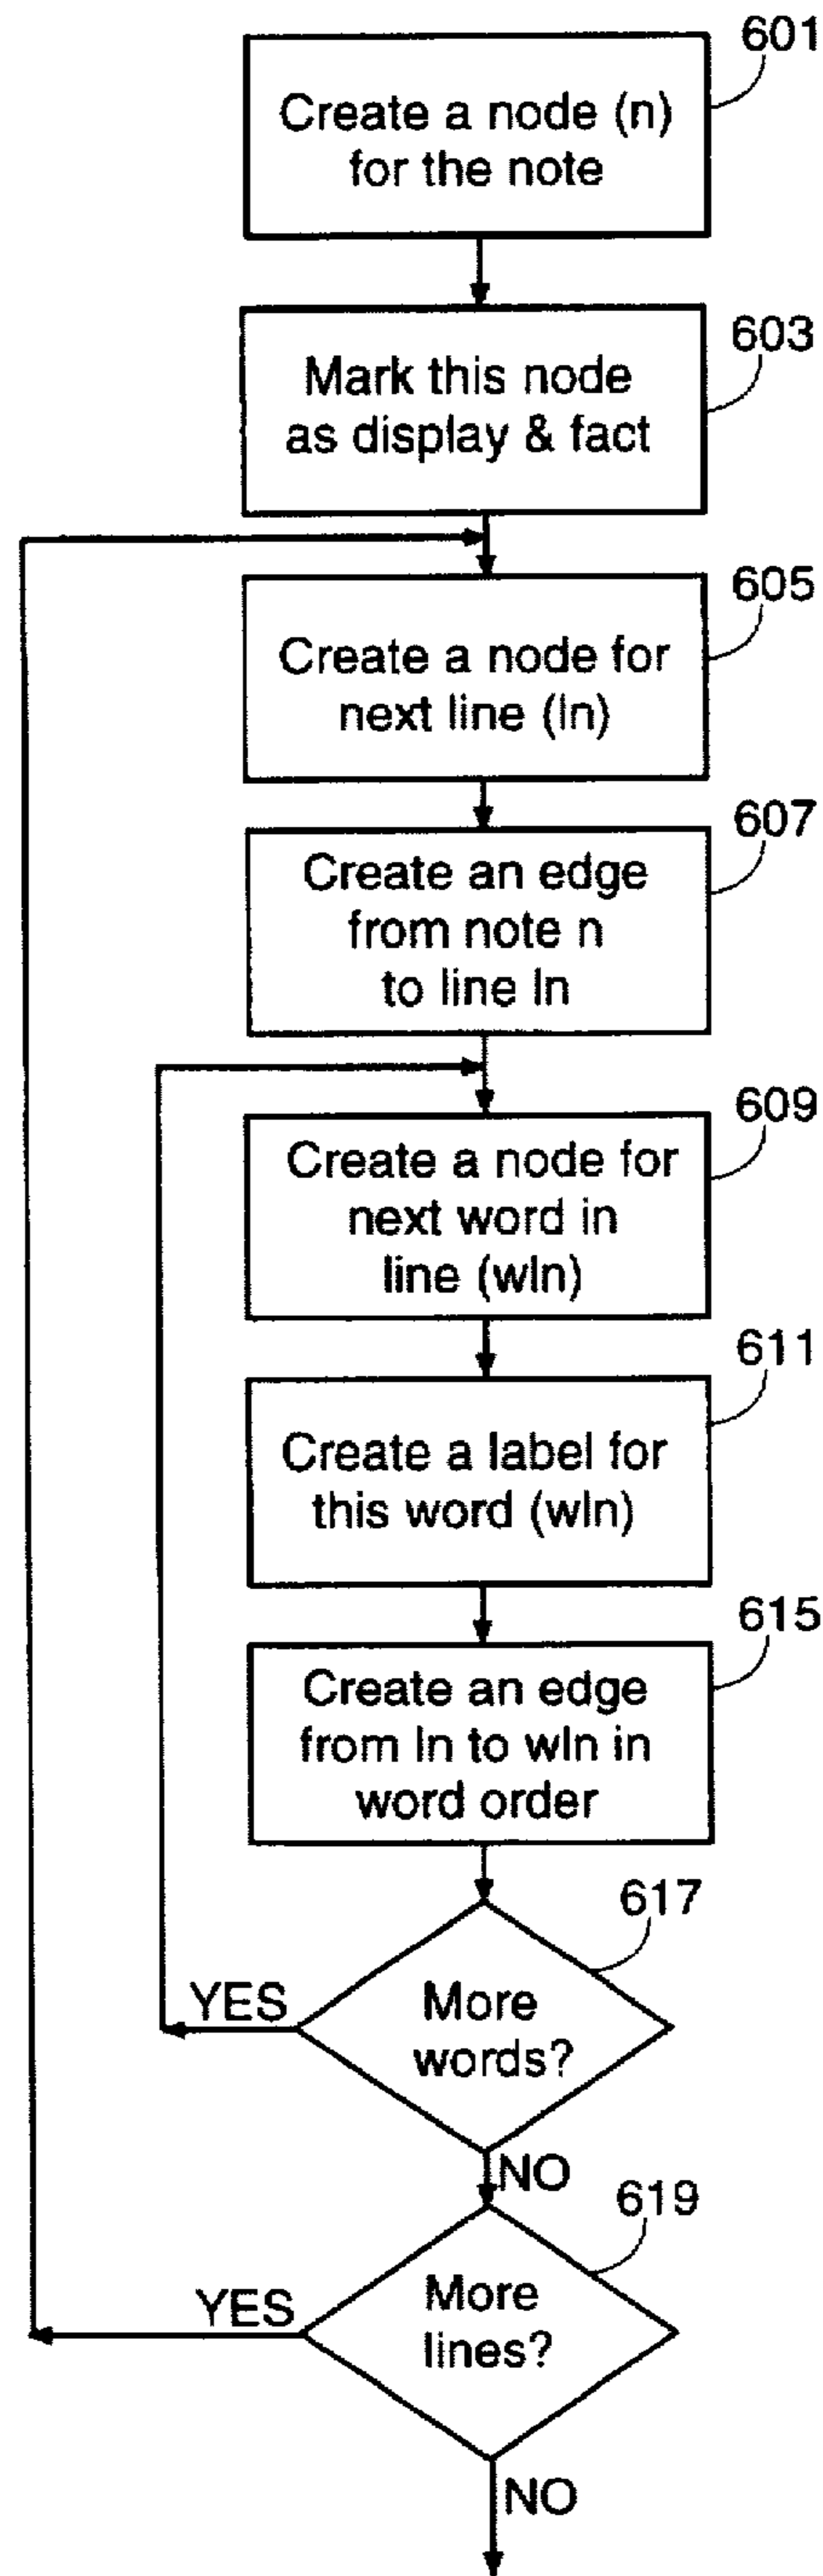 601
Create a node (n)
for the note
603
Mark this node
as display & fact
605
Create a node for
next line (ln)
607
Create an edge
from note n
to line ln
609
Create a node for
next word in
line (wln)
611
Create a label for
this word (wln)
615
Create an edge
from ln to wln in
word order
617
More
words?
YES
NO
619
More
lines?
YES
NO